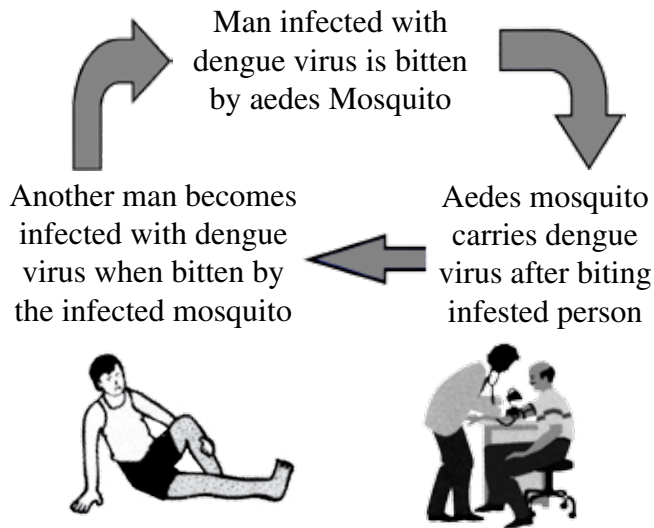 Man infected with
dengue virus is bitten
by aedes Mosquito
Aedes mosquito
carries dengue
virus after biting
infested person
Another man becomes
infected with dengue
virus when bitten by
the infected mosquito